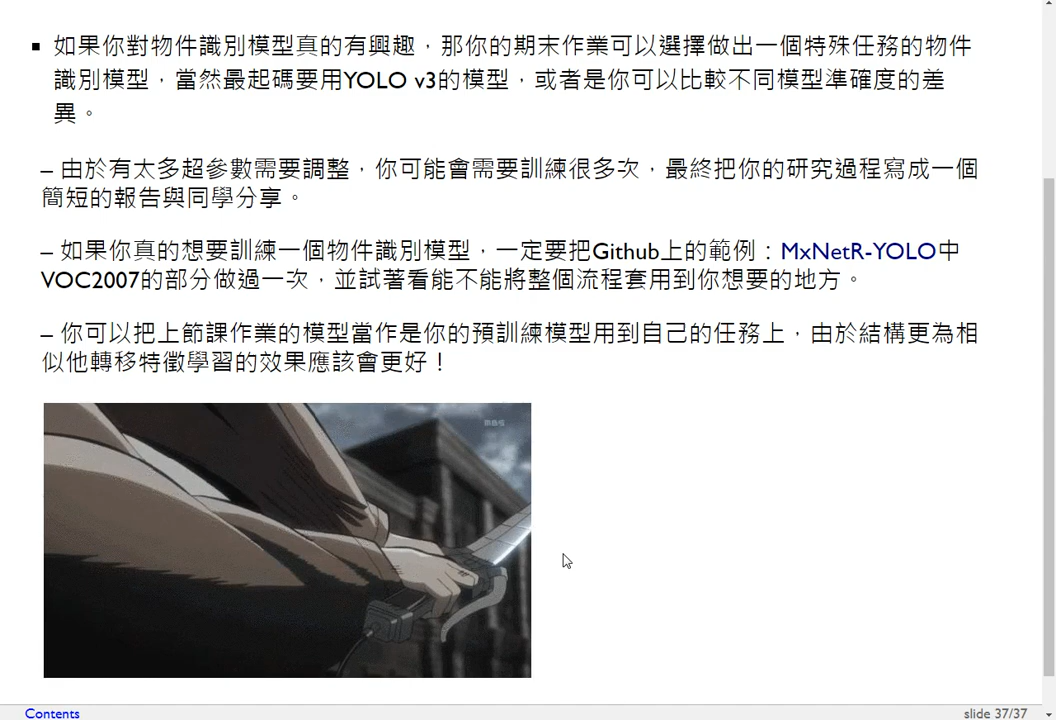 ▪ 如果你對物件識別模型真的有興趣，那你的期末作業可以選擇做出一個特殊任務的物件
識別模型，當然最起碼要用YOLO v3的模型，或者是你可以比較不同模型準確度的差
異。
– 由於有太多超參數需要調整，你可能會需要訓練很多次，最終把你的研究過程寫成一個
簡短的報告與同學分享。
– 如果你真的想要訓練一個物件識別模型，一定要把Github上的範例：MxNetR-YOLO中
VOC2007的部分做過一次，並試著看能不能將整個流程套用到你想要的地方。
– 你可以把上節課作業的模型當作是你的預訓練模型用到自己的任務上，由於結構更為相
似他轉移特徵學習的效果應該會更好！
Contents
slide 37/37